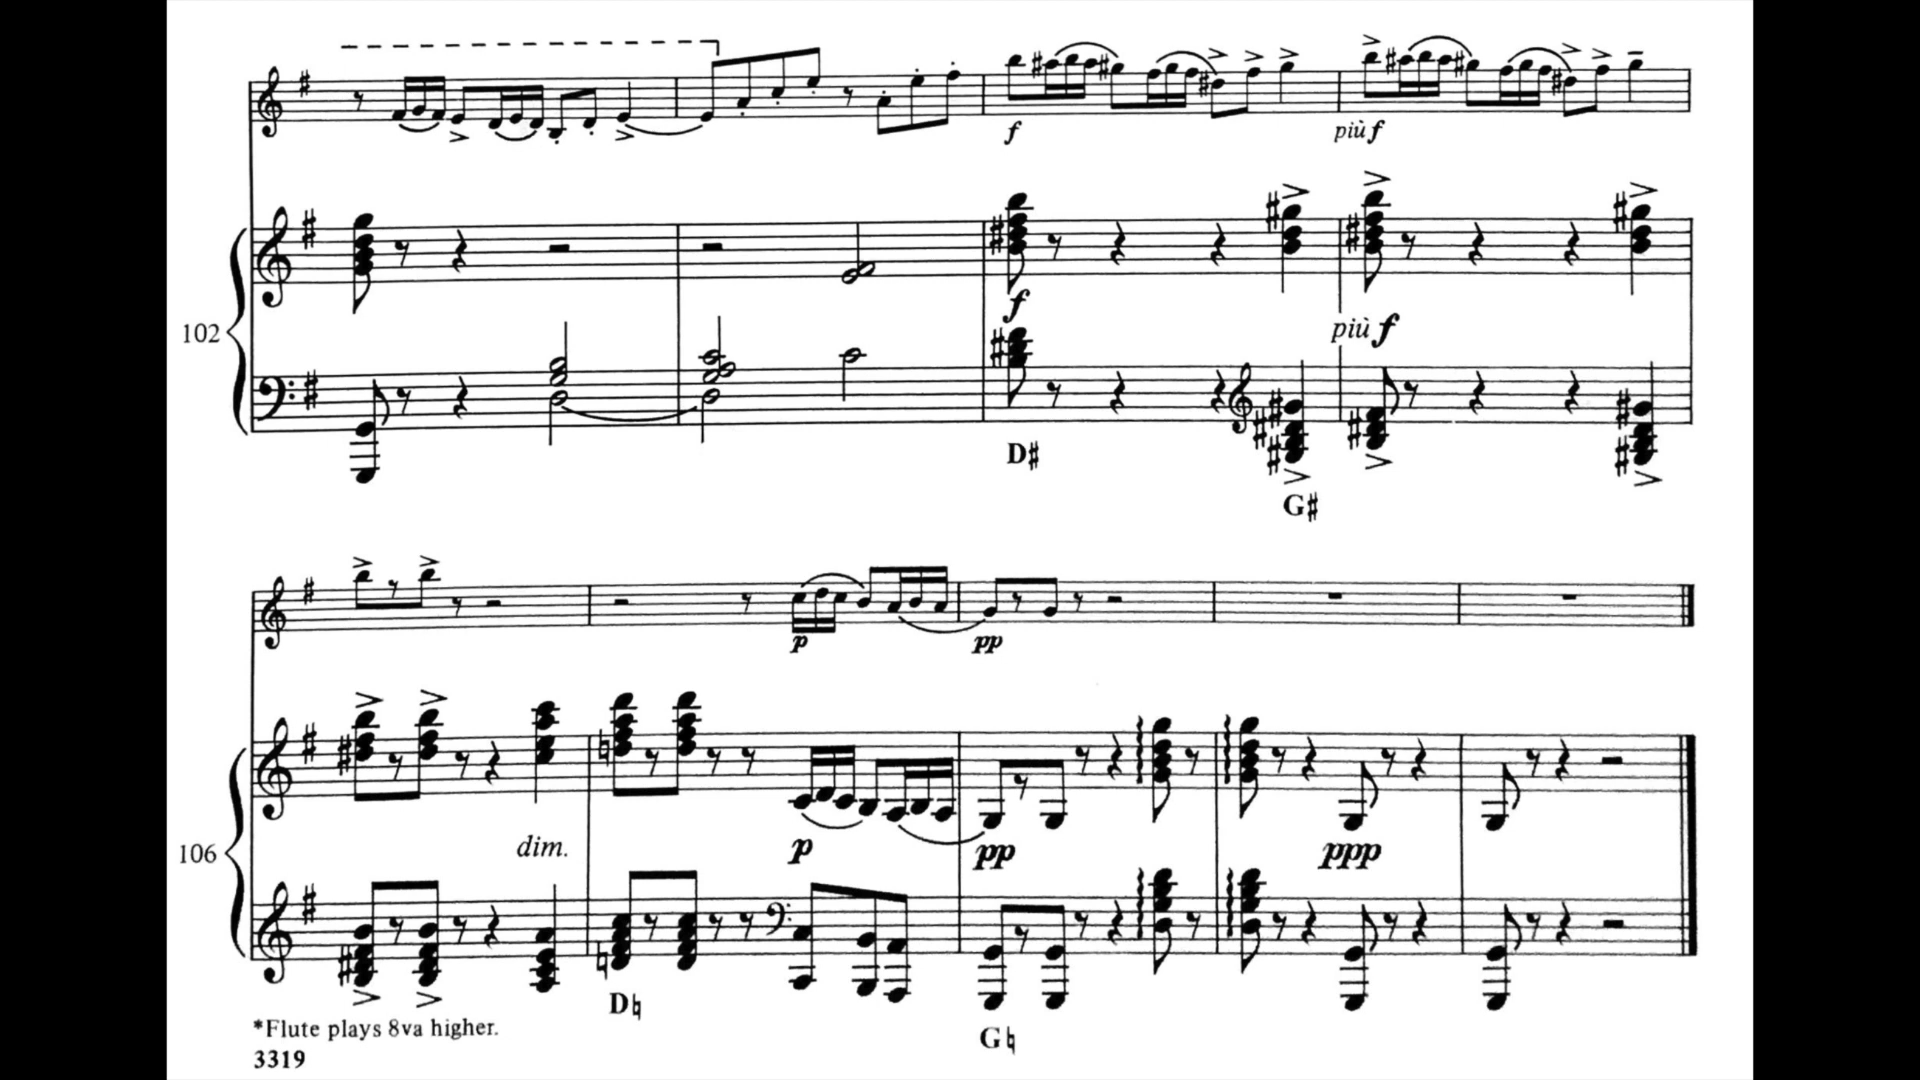 f più f
102
f più f
D♯
G♯
p pp
106
dim. p pp ppp
D♮
G♮
*Flute plays 8va higher.
3319